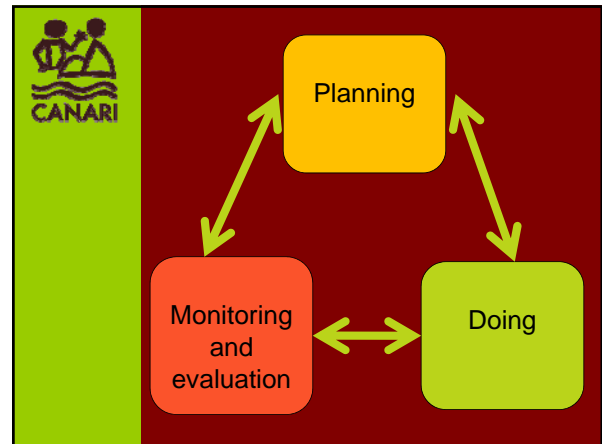 CANARI
Planning
Monitoring
and
evaluation
Doing